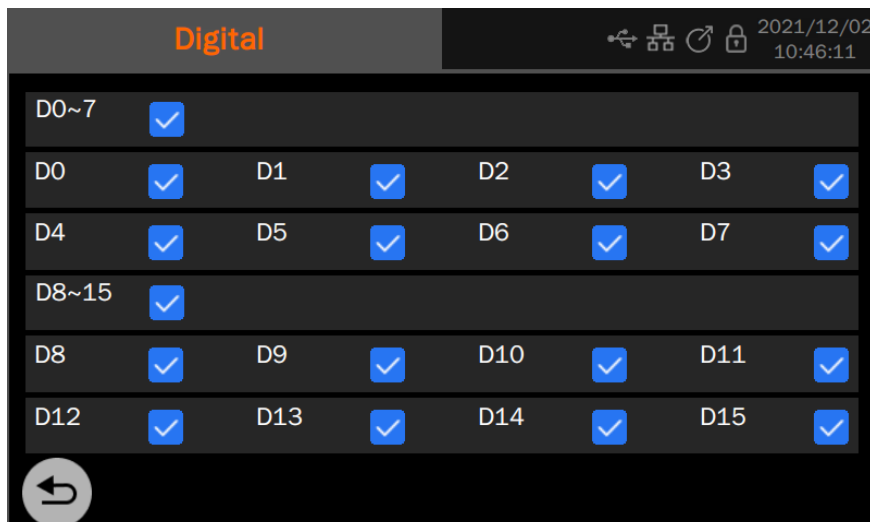 Digital
2021/12/02
10:46:11
D0~7
D0 D1 D2 D3
D4 D5 D6 D7
D8~15
D8 D9 D10 D11
D12 D13 D14 D15